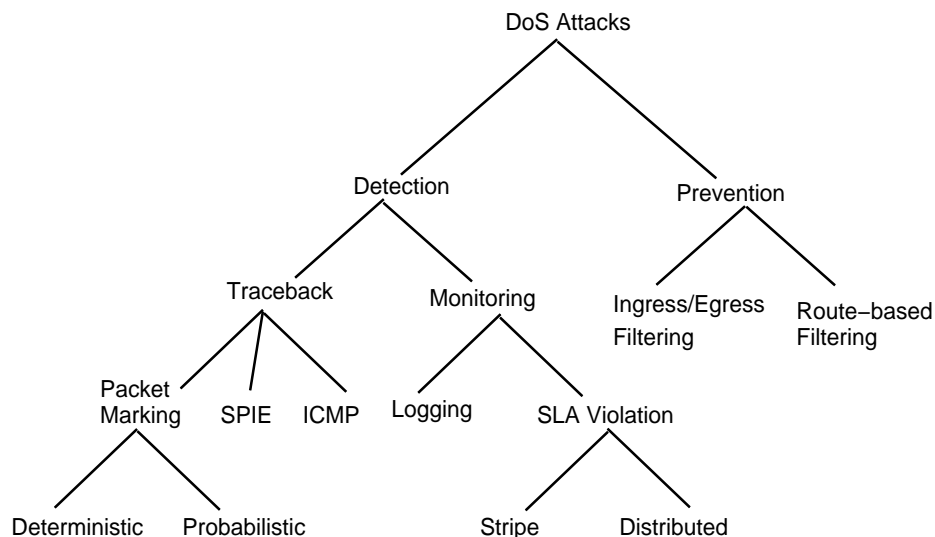 DoS Attacks
Detection
Prevention
Traceback
Monitoring
Ingress/Egress
Filtering
Route−based
Filtering
Packet
Marking
SPIE
ICMP
Logging
SLA Violation
Deterministic
Probabilistic
Stripe
Distributed